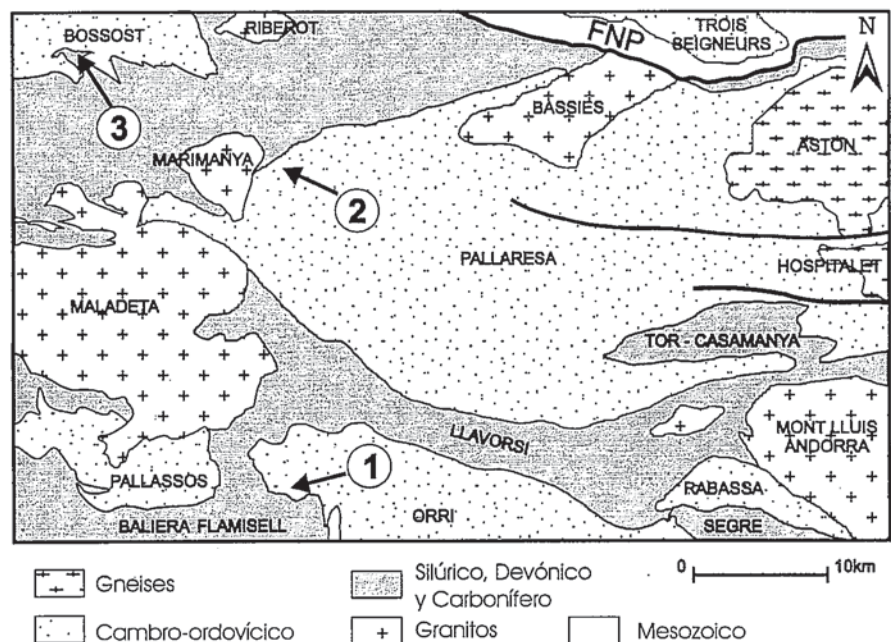 BOSSOST
RIBEROT
FNP
TROIS
BEIGNEURS
N
BASSIES
3
ASTON
MARIMANYA
2
PALLARESA
HOSPITALET
MALADETA
TOR - CASAMANYA
LLAVORSI
MONT LLUIS
ANDORRA
1
PALLASSOS
RABASSA
ORRI
BALIERA FLAMISELL
SEGRE
0 10km
Gneises
Silúrico, Devónico
y Carbonífero
Cambro-ordovícico
Granitos
Mesozoico